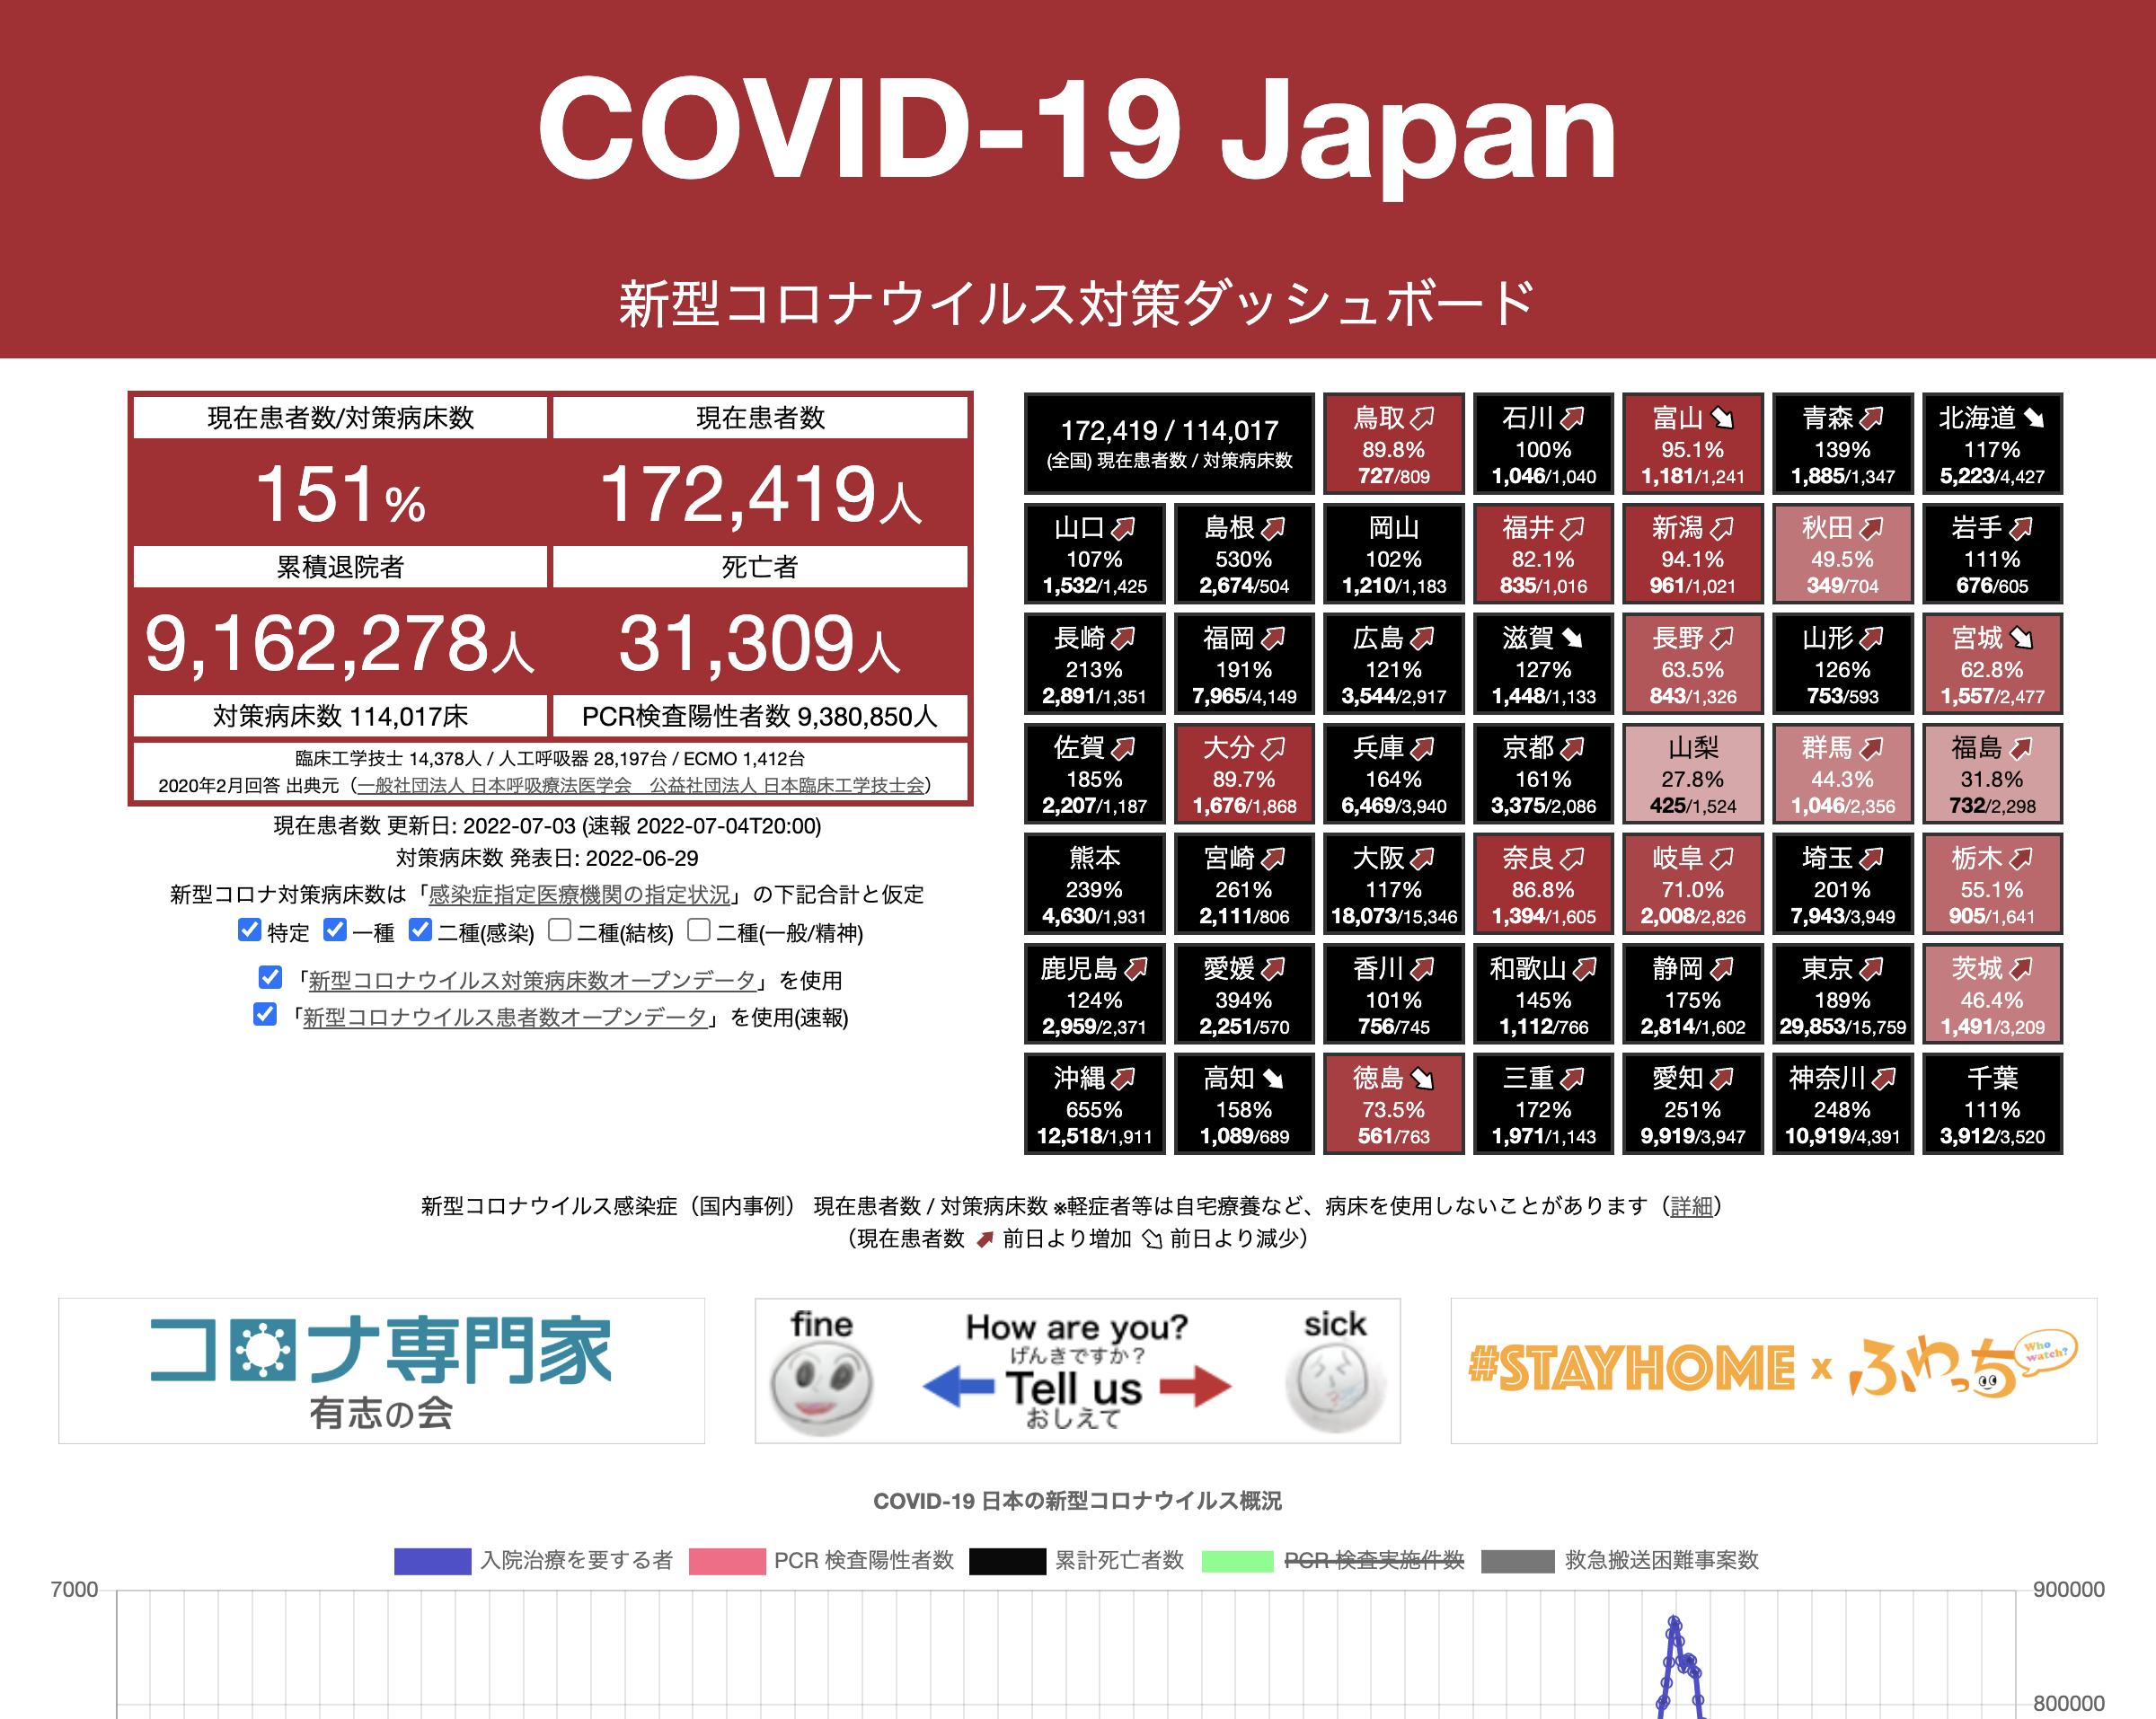 COVID-19 Japan
新型コロナウイルス対策ダッシュボード
現在患者数/対策病床数 現在患者数
151% 172,419人
累積退院者 死亡者
9,162,278人 31,309人
対策病床数 114,017床 PCR検査陽性者数 9,380,850人
臨床工学技士 14,378人 / 人工呼吸器 28,197台 / ECMO 1,412台
2020年2月回答 出典元（一般社団法人 日本呼吸療法医学会　公益社団法人 日本臨床工学技士会）
現在患者数 更新日: 2022-07-03 (速報 2022-07-04T20:00)
対策病床数 発表日: 2022-06-29
新型コロナ対策病床数は「感染症指定医療機関の指定状況」の下記合計と仮定
特定 一種 二種(感染) 二種(結核) 二種(一般/精神)
「新型コロナウイルス対策病床数オープンデータ」を使用
「新型コロナウイルス患者数オープンデータ」を使用(速報)
172,419 / 114,017
(全国) 現在患者数 / 対策病床数
鳥取
89.8%
727/809
石川
100%
1,046/1,040
富山
95.1%
1,181/1,241
青森
139%
1,885/1,347
北海道
117%
5,223/4,427
山口
107%
1,532/1,425
島根
530%
2,674/504
岡山
102%
1,210/1,183
福井
82.1%
835/1,016
新潟
94.1%
961/1,021
秋田
49.5%
349/704
岩手
111%
676/605
長崎
213%
2,891/1,351
福岡
191%
7,965/4,149
広島
121%
3,544/2,917
滋賀
127%
1,448/1,133
長野
63.5%
843/1,326
山形
126%
753/593
宮城
62.8%
1,557/2,477
佐賀
185%
2,207/1,187
大分
89.7%
1,676/1,868
兵庫
164%
6,469/3,940
京都
161%
3,375/2,086
山梨
27.8%
425/1,524
群馬
44.3%
1,046/2,356
福島
31.8%
732/2,298
熊本
239%
4,630/1,931
宮崎
261%
2,111/806
大阪
117%
18,073/15,346
奈良
86.8%
1,394/1,605
岐阜
71.0%
2,008/2,826
埼玉
201%
7,943/3,949
栃木
55.1%
905/1,641
鹿児島
124%
2,959/2,371
愛媛
394%
2,251/570
香川
101%
756/745
和歌山
145%
1,112/766
静岡
175%
2,814/1,602
東京
189%
29,853/15,759
茨城
46.4%
1,491/3,209
沖縄
655%
12,518/1,911
高知
158%
1,089/689
徳島
73.5%
561/763
三重
172%
1,971/1,143
愛知
251%
9,919/3,947
神奈川
248%
10,919/4,391
千葉
111%
3,912/3,520
新型コロナウイルス感染症（国内事例） 現在患者数 / 対策病床数 ※軽症者等は自宅療養など、病床を使用しないことがあります（詳細）
（現在患者数 前日より増加 前日より減少）
コロナ専門家
有志の会
fine How are you? sick
げんきですか？
Tell us
おしえて
#STAYHOME x ふわっち Who watch?
COVID-19 日本の新型コロナウイルス概況
入院治療を要する者 PCR 検査陽性者数 累計死亡者数 PCR 検査実施件数 救急搬送困難事案数
7000 900000
800000